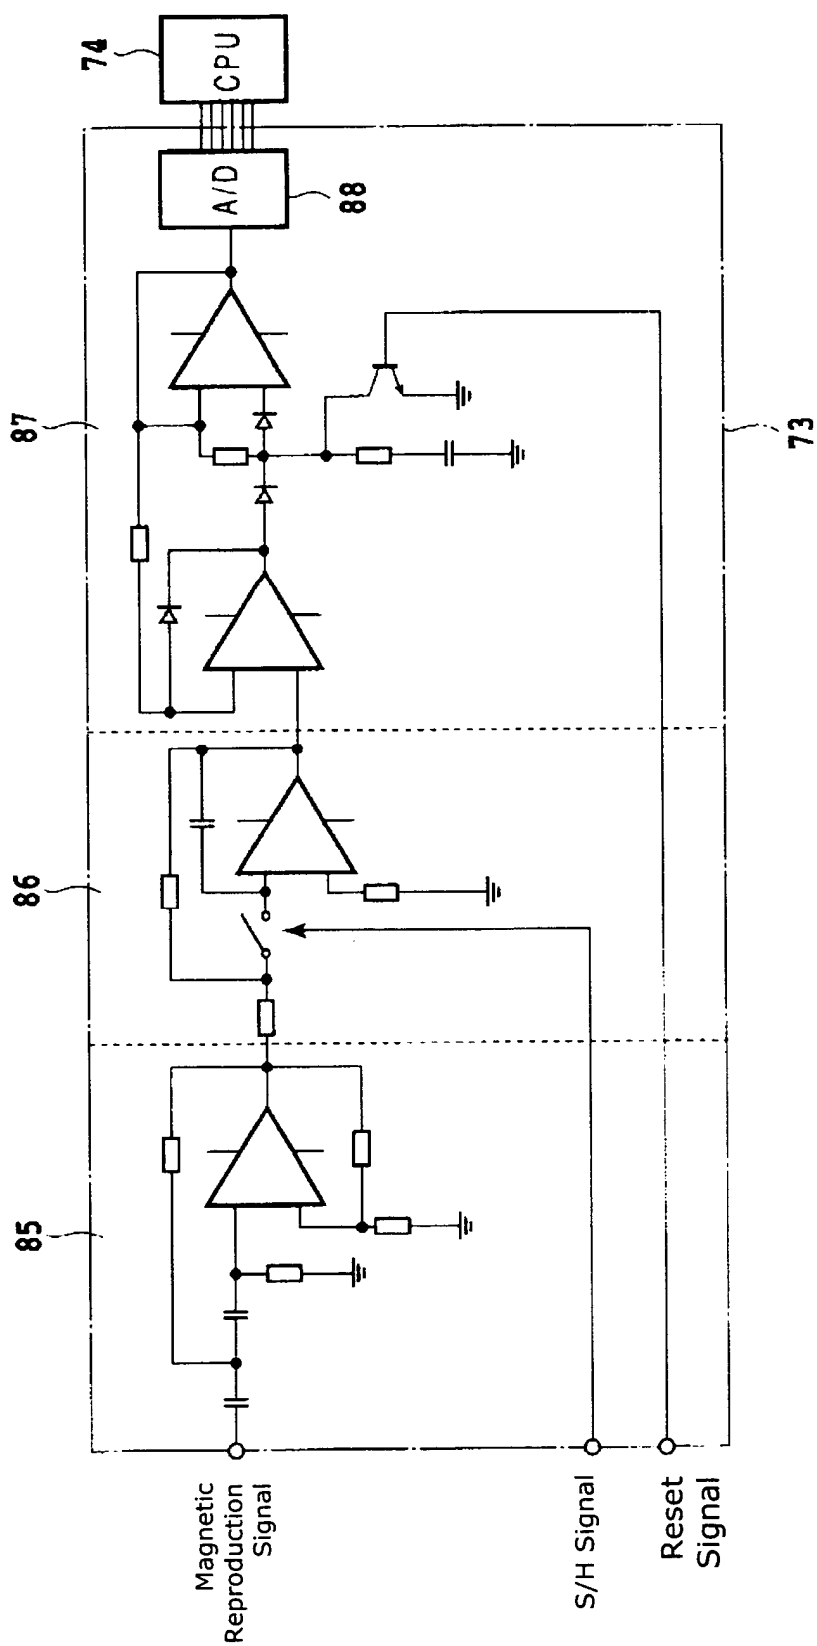 85
86
87
74
CPU
A/D
88
73
Magnetic
Reproduction
Signal
S/H Signal
Reset
Signal